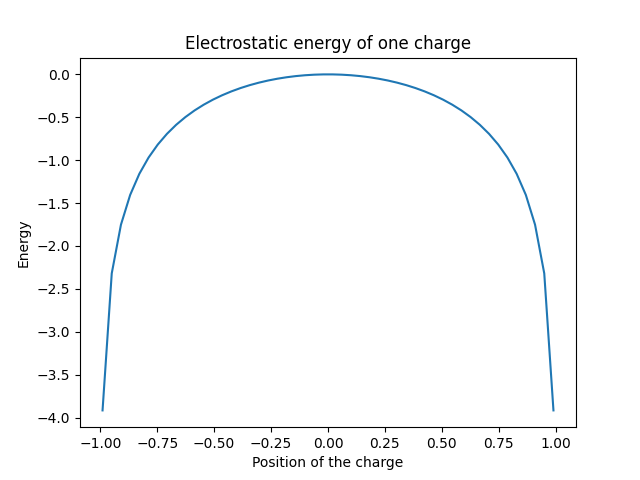 Electrostatic energy of one charge
Energy
0.0
−0.5
−1.0
−1.5
−2.0
−2.5
−3.0
−3.5
−4.0
−1.00 −0.75 −0.50 −0.25 0.00 0.25 0.50 0.75 1.00
Position of the charge